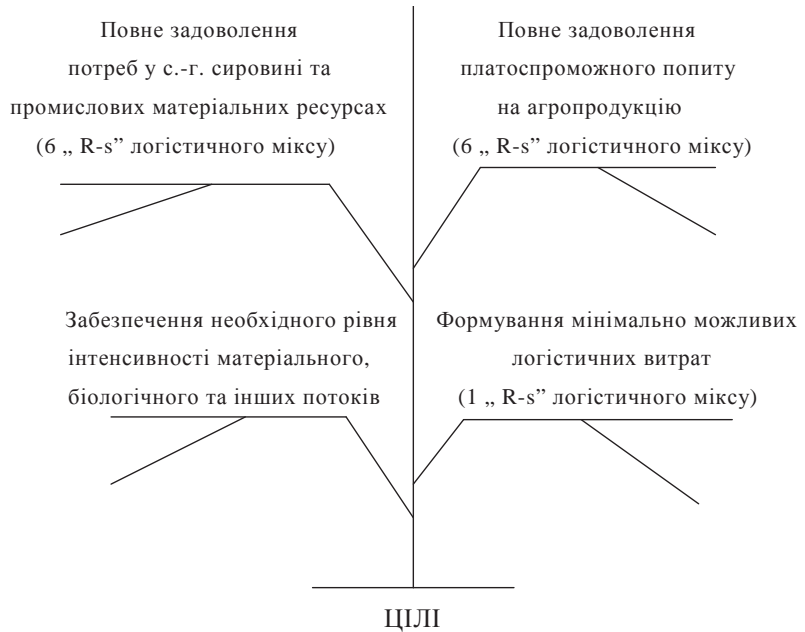 Повне задоволення
потреб у с.-г. сировині та
промислових матеріальних ресурсах
(6 „ R-s” логістичного міксу)
Повне задоволення
платоспроможного попиту
на агропродукцію
(6 „ R-s” логістичного міксу)
Забезпечення необхідного рівня
інтенсивності матеріального,
біологічного та інших потоків
Формування мінімально можливих
логістичних витрат
(1 „ R-s” логістичного міксу)
ЦІЛІ